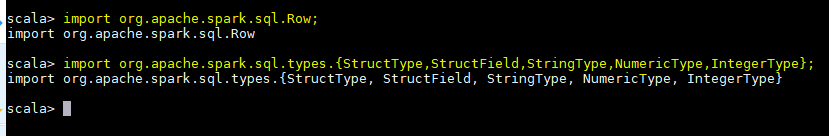 scala> import org.apache.spark.sql.Row;
import org.apache.spark.sql.Row
scala> import org.apache.spark.sql.types.{StructType,StructField,StringType,NumericType,IntegerType};
import org.apache.spark.sql.types.{StructType, StructField, StringType, NumericType, IntegerType}
scala>